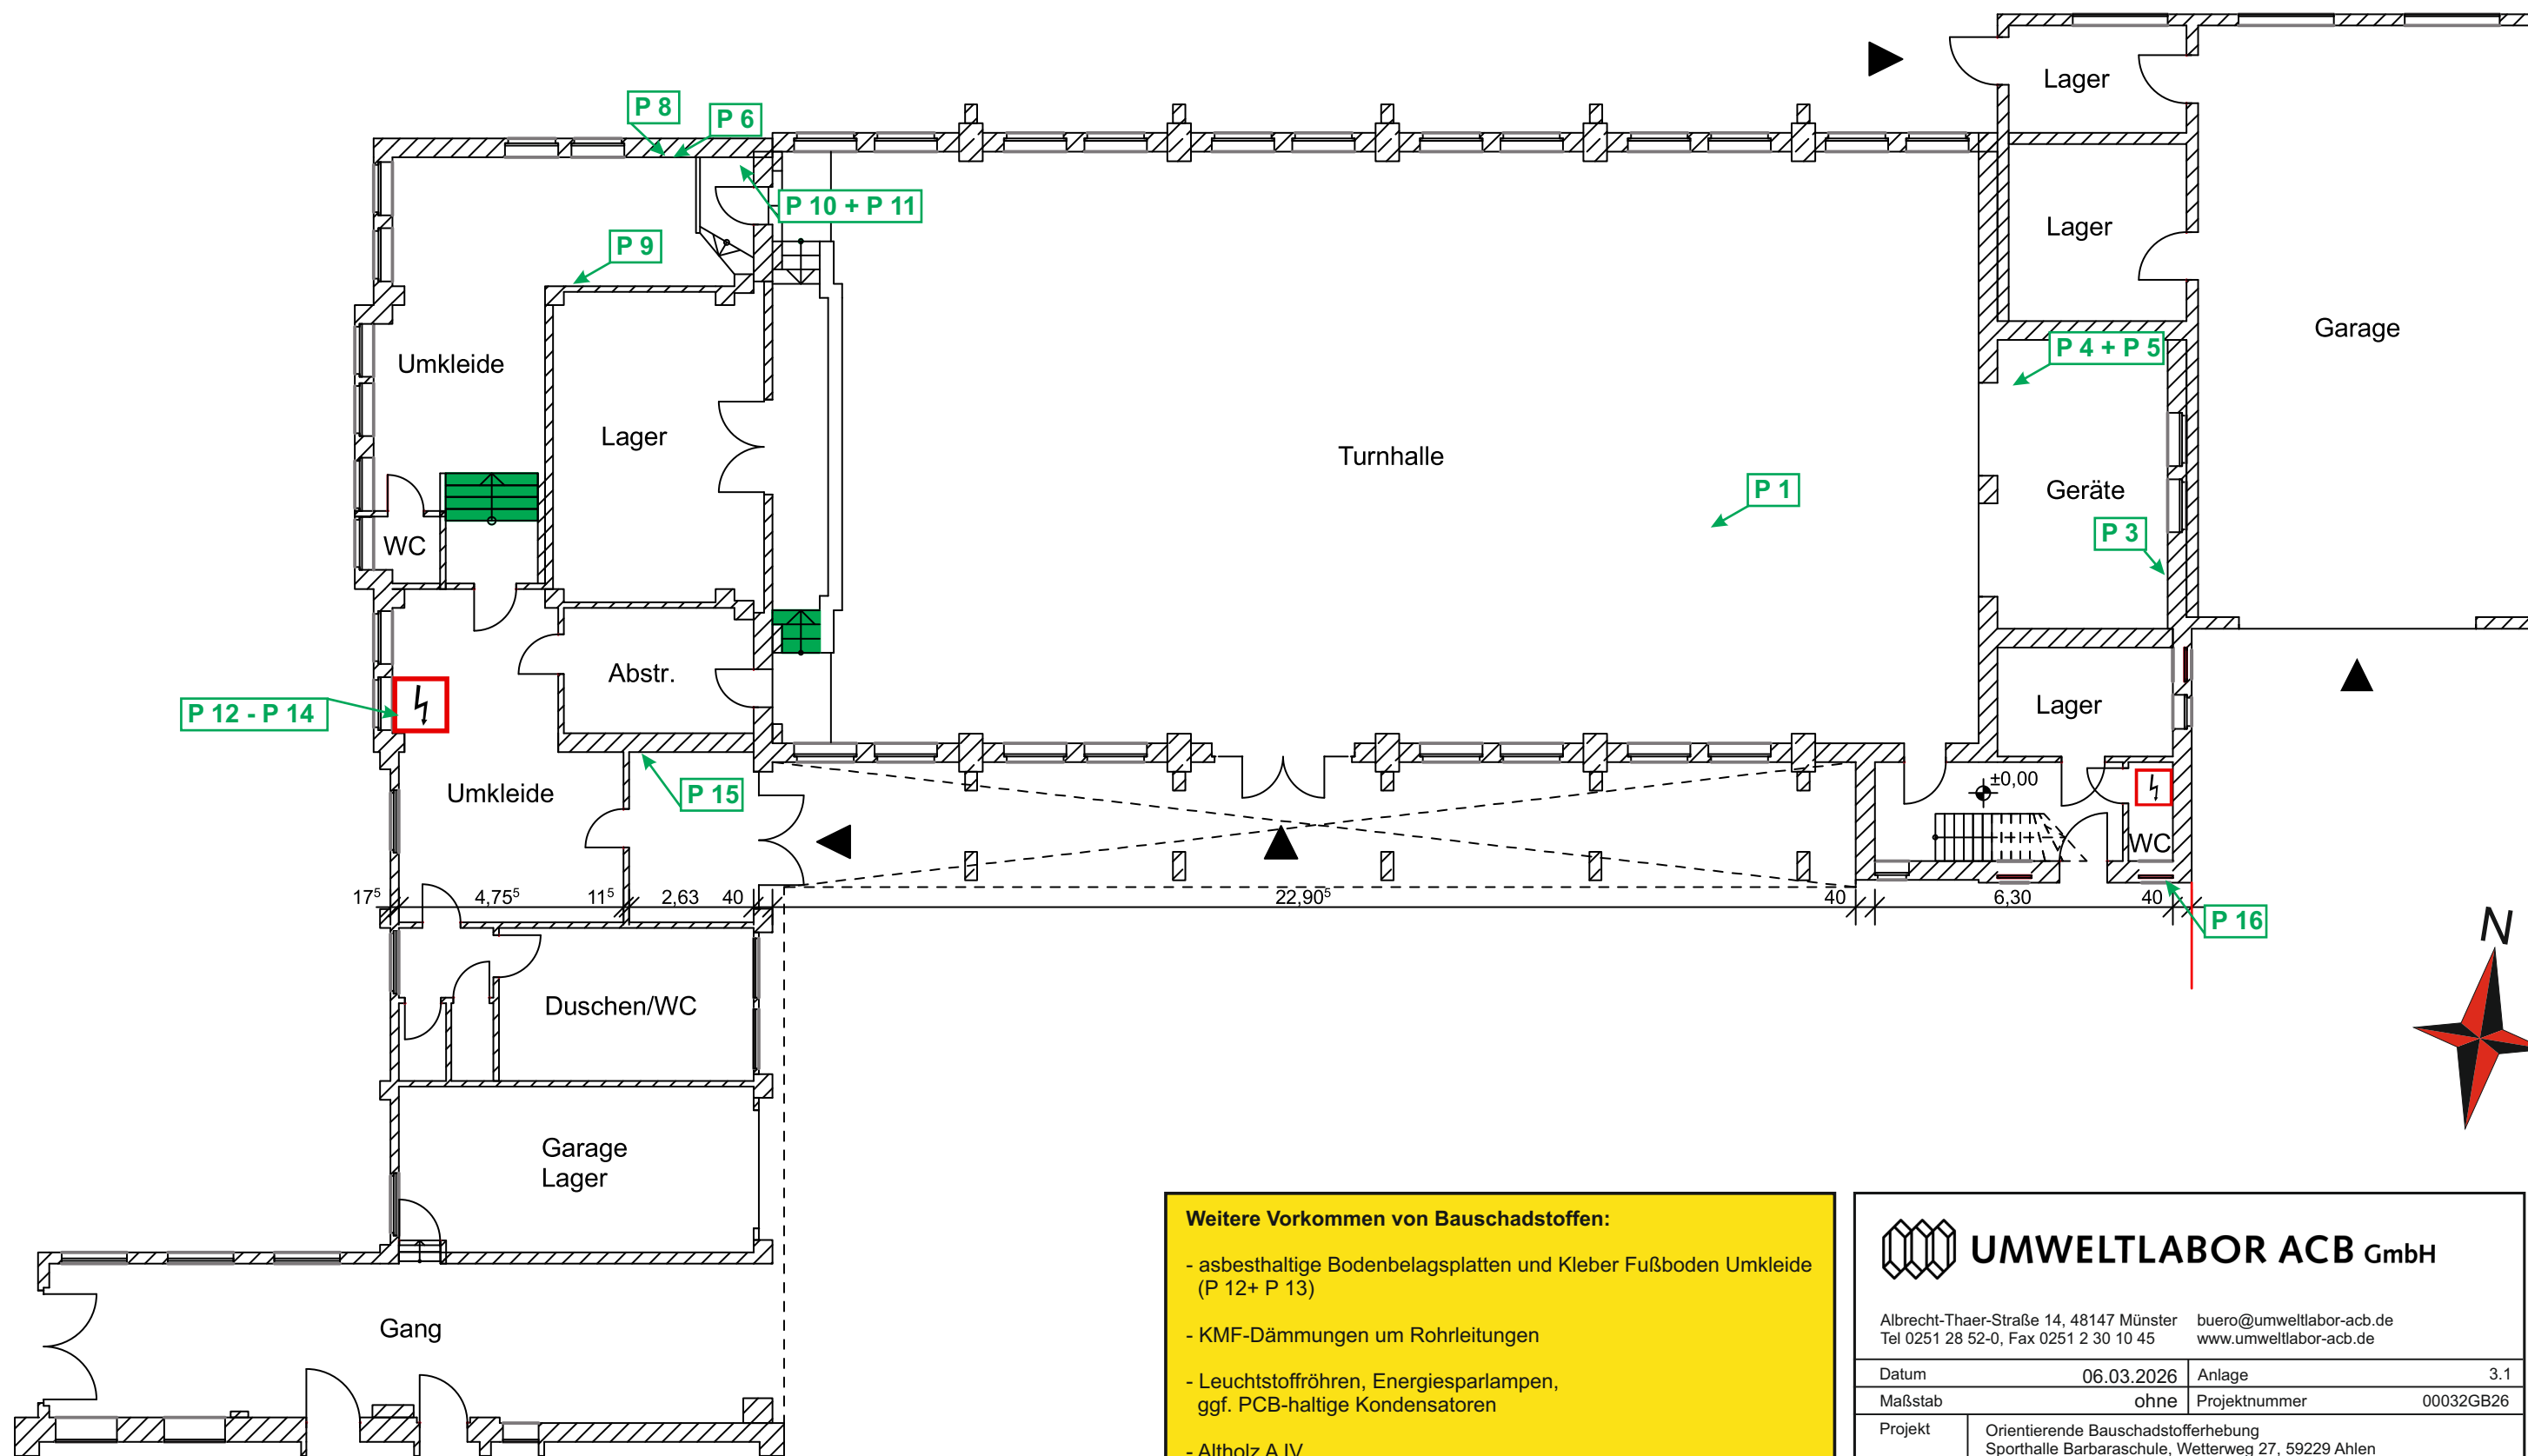 Lager
P 8
P 6
P 10 + P 11
Lager
P 9
Garage
P 4 + P 5
Umkleide
Lager
Turnhalle
P 1
Geräte
P 3
WC
Abstr.
Lager
P 12 - P 14
±0,00
Umkleide
P 15
WC
17⁵ 4,75⁵ 11⁵ 2,63 40 22,90⁵ 40 6,30 40
P 16
N
Duschen/WC
Garage
Lager
Gang
Weitere Vorkommen von Bauschadstoffen:
- asbesthaltige Bodenbelagsplatten und Kleber Fußboden Umkleide
(P 12+ P 13)
- KMF-Dämmungen um Rohrleitungen
- Leuchtstoffröhren, Energiesparlampen,
ggf. PCB-haltige Kondensatoren
- Altholz A IV
UMWELTLABOR ACB GmbH
Albrecht-Thaer-Straße 14, 48147 Münster buero@umweltlabor-acb.de
Tel 0251 28 52-0, Fax 0251 2 30 10 45 www.umweltlabor-acb.de
Datum 06.03.2026 Anlage 3.1
Maßstab ohne Projektnummer 00032GB26
Projekt Orientierende Bauschadstofferhebung
Sporthalle Barbaraschule, Wetterweg 27, 59229 Ahlen